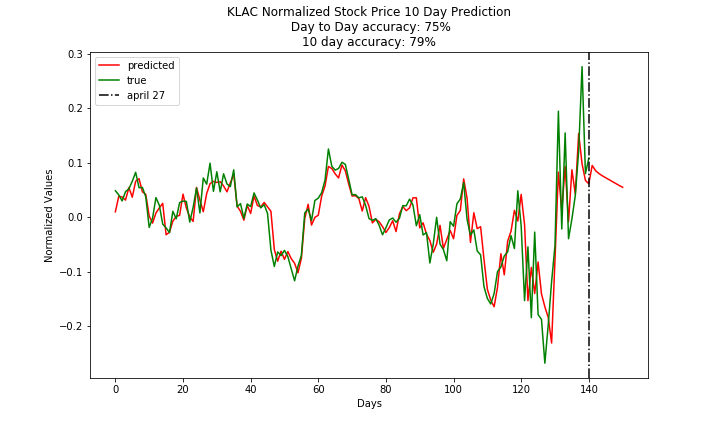 KLAC Normalized Stock Price 10 Day Prediction
Day to Day accuracy: 75%
10 day accuracy: 79%
predicted
true
april 27
Normalized Values
0.3
0.2
0.1
0.0
−0.1
−0.2
0 20 40 60 80 100 120 140
Days